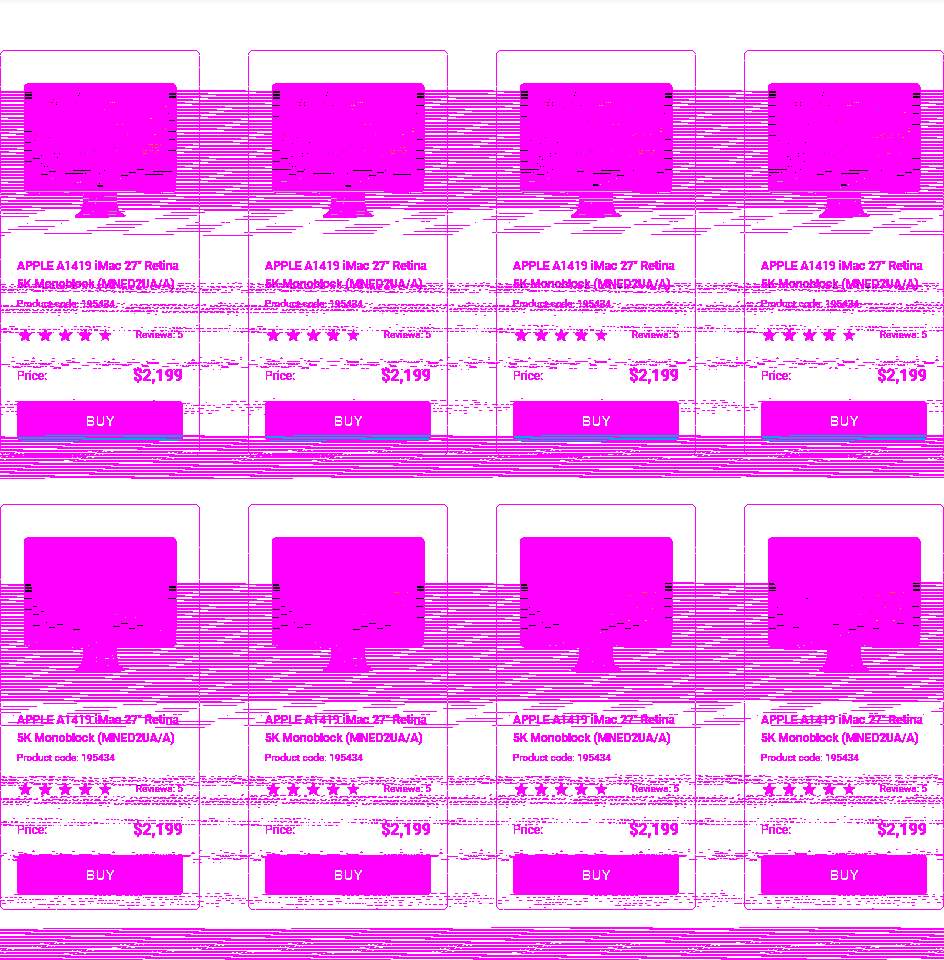 APPLE A1419 iMac 27" Retina
5K Monoblock (MNED2UA/A)
Product code: 195434
Reviews: 5
Price: $2,199
BUY
APPLE A1419 iMac 27" Retina
5K Monoblock (MNED2UA/A)
Product code: 195434
Reviews: 5
Price: $2,199
BUY
APPLE A1419 iMac 27" Retina
5K Monoblock (MNED2UA/A)
Product code: 195434
Reviews: 5
Price: $2,199
BUY
APPLE A1419 iMac 27" Retina
5K Monoblock (MNED2UA/A)
Product code: 195434
Reviews: 5
Price: $2,199
BUY
APPLE A1419 iMac 27" Retina
5K Monoblock (MNED2UA/A)
Product code: 195434
Reviews: 5
Price: $2,199
BUY
APPLE A1419 iMac 27" Retina
5K Monoblock (MNED2UA/A)
Product code: 195434
Reviews: 5
Price: $2,199
BUY
APPLE A1419 iMac 27" Retina
5K Monoblock (MNED2UA/A)
Product code: 195434
Reviews: 5
Price: $2,199
BUY
APPLE A1419 iMac 27" Retina
5K Monoblock (MNED2UA/A)
Product code: 195434
Reviews: 5
Price: $2,199
BUY